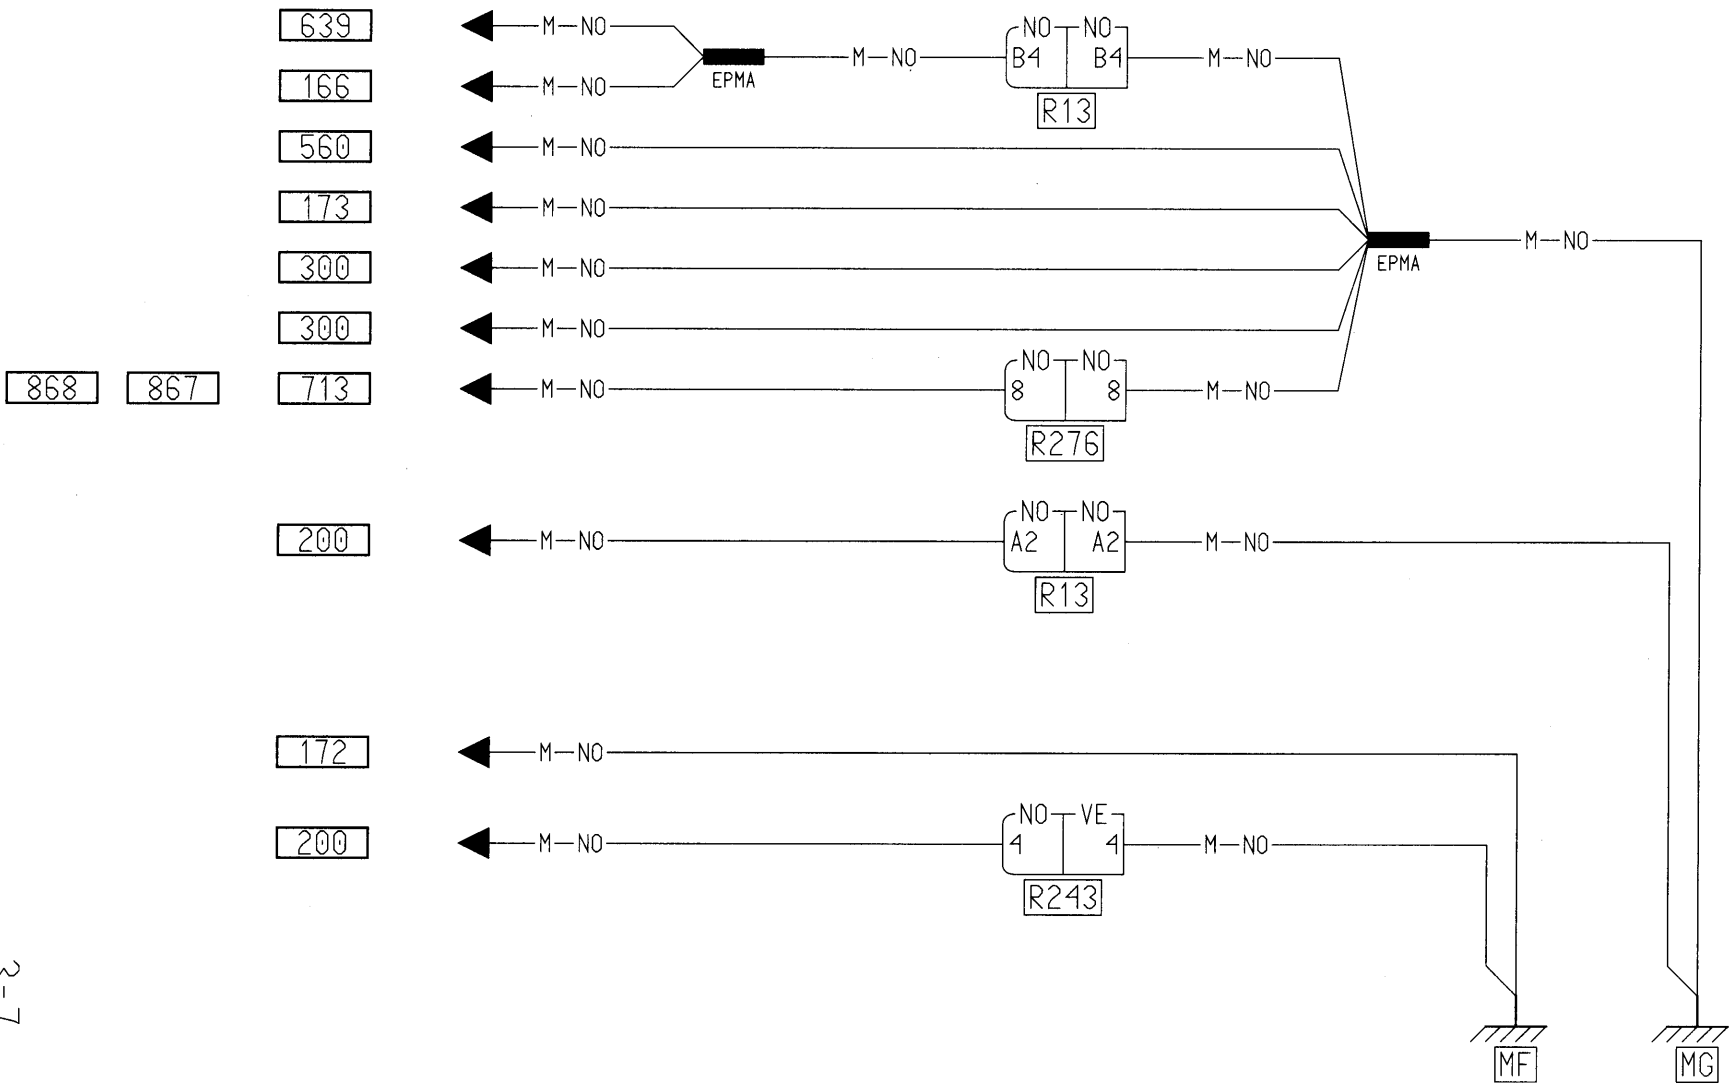 639 M-NO NO NO
EPMA M-NO B4 B4 M-NO
166 M-NO R13
560 M-NO
173 M-NO
300 M-NO EPMA M-NO
300 M-NO
NO NO
868 867 713 M-NO 8 8 M-NO
R276
NO NO
200 M-NO A2 A2 M-NO
R13
172 M-NO
NO VE
200 M-NO 4 4 M-NO
R243
MF MG